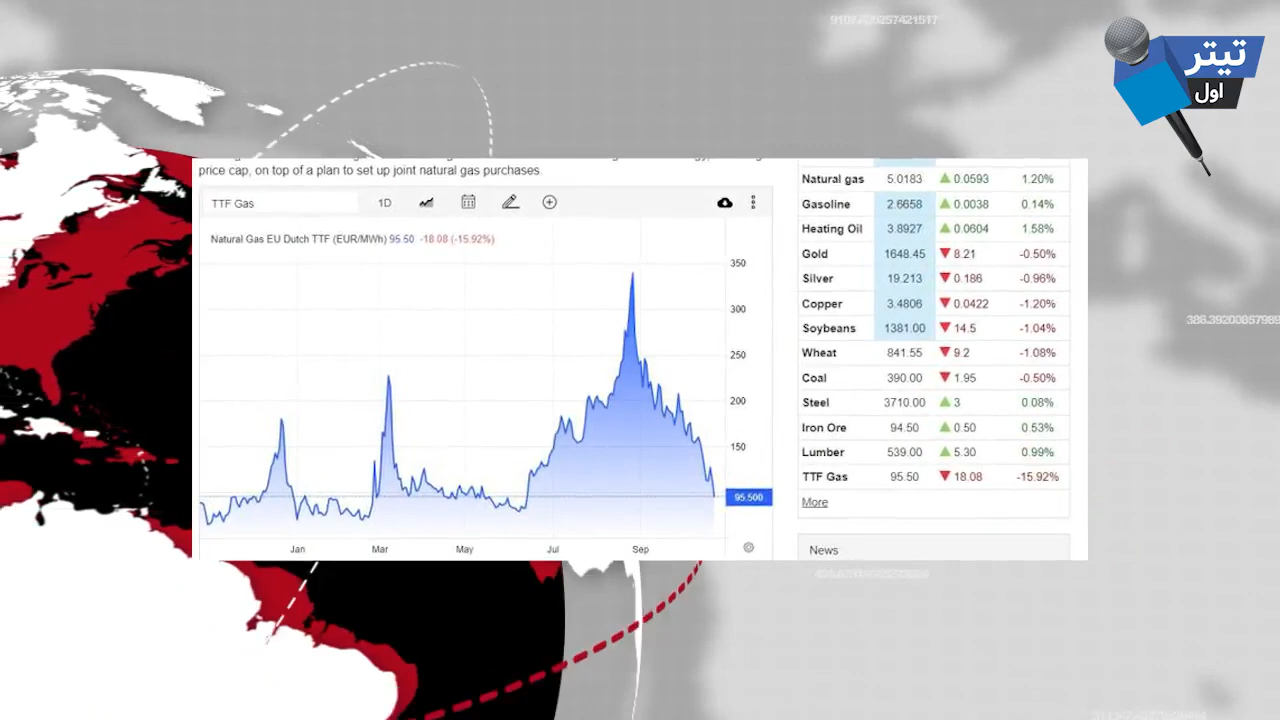 تیتر
اول
price cap, on top of a plan to set up joint natural gas purchases.
TTF Gas 1D
Natural Gas EU Dutch TTF (EUR/MWh) 95.50 -18.08 (-15.92%)
350
300
250
200
150
95.500
Jan Mar May Jul Sep
Natural gas 5.0183 0.0593 1.20%
Gasoline 2.6658 0.0038 0.14%
Heating Oil 3.8927 0.0604 1.58%
Gold 1648.45 8.21 -0.50%
Silver 19.213 0.186 -0.96%
Copper 3.4806 0.0422 -1.20%
Soybeans 1381.00 14.5 -1.04%
Wheat 841.55 9.2 -1.08%
Coal 390.00 1.95 -0.50%
Steel 3710.00 3 0.08%
Iron Ore 94.50 0.50 0.53%
Lumber 539.00 5.30 0.99%
TTF Gas 95.50 18.08 -15.92%
More
News